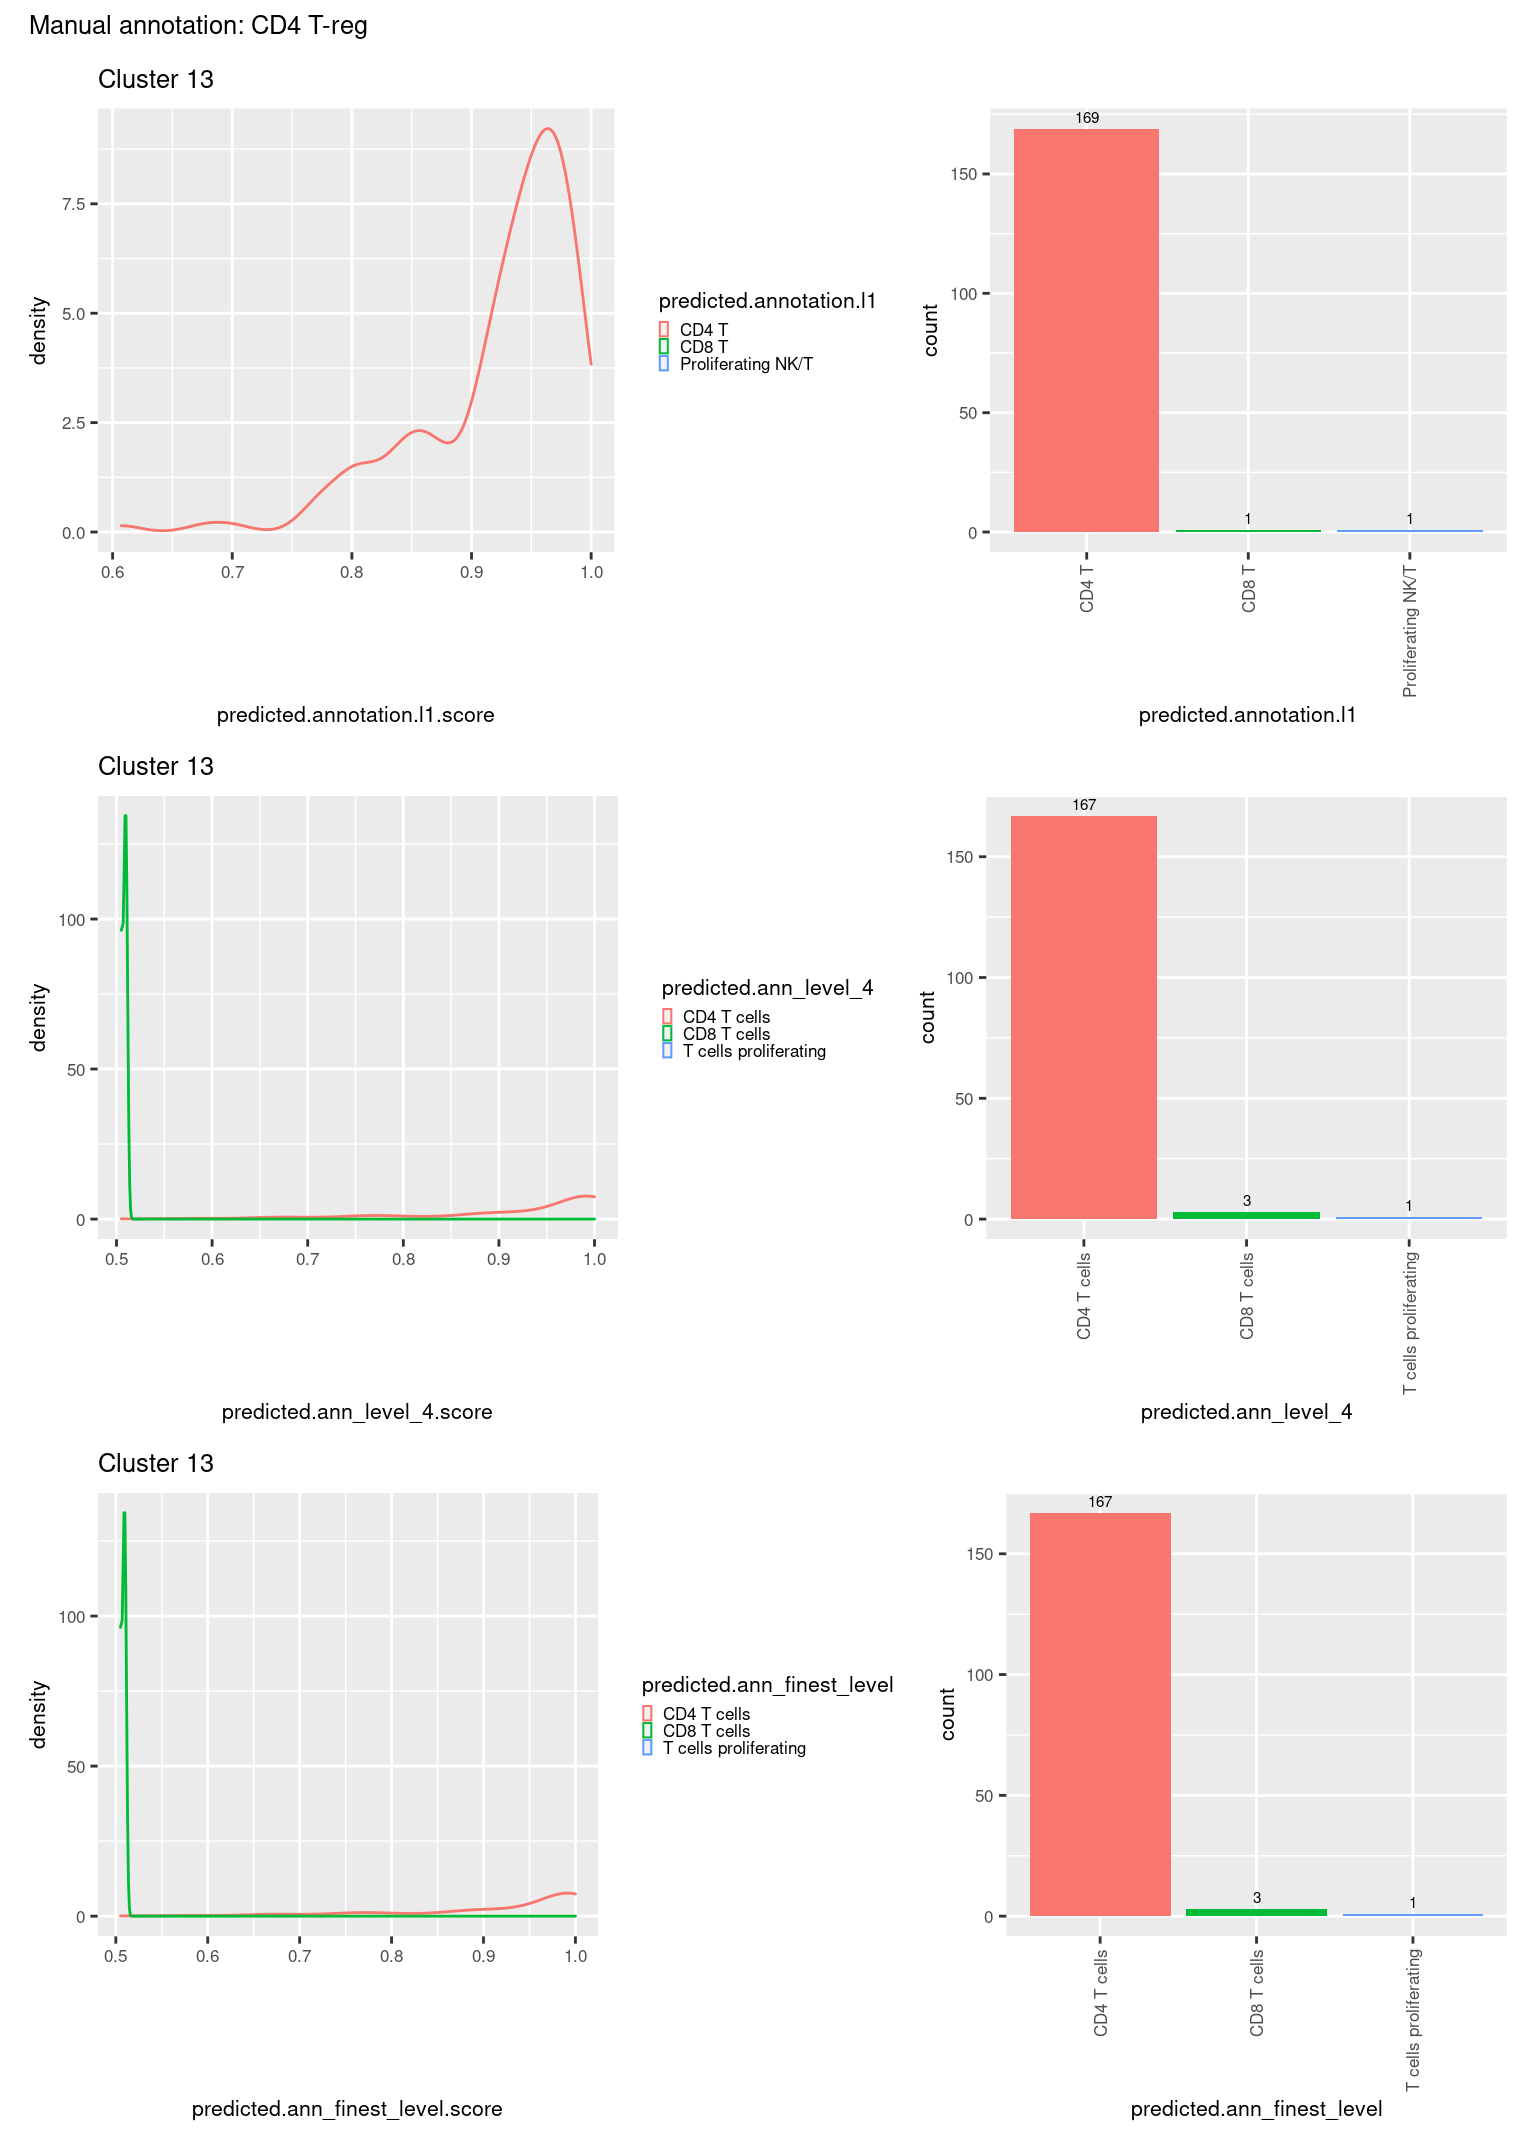 Manual annotation: CD4 T-reg
Cluster 13
density
7.5
5.0
2.5
0.0
0.6
0.7
0.8
0.9
1.0
predicted.annotation.l1.score
predicted.annotation.l1
CD4 T
CD8 T
Proliferating NK/T
count
150
100
50
0
169
1
1
CD4 T
CD8 T
Proliferating NK/T
predicted.annotation.l1
Cluster 13
density
100
50
0
0.5
0.6
0.7
0.8
0.9
1.0
predicted.ann_level_4.score
predicted.ann_level_4
CD4 T cells
CD8 T cells
T cells proliferating
count
150
100
50
0
167
3
1
CD4 T cells
CD8 T cells
T cells proliferating
predicted.ann_level_4
Cluster 13
density
100
50
0
0.5
0.6
0.7
0.8
0.9
1.0
predicted.ann_finest_level.score
predicted.ann_finest_level
CD4 T cells
CD8 T cells
T cells proliferating
count
150
100
50
0
167
3
1
CD4 T cells
CD8 T cells
T cells proliferating
predicted.ann_finest_level